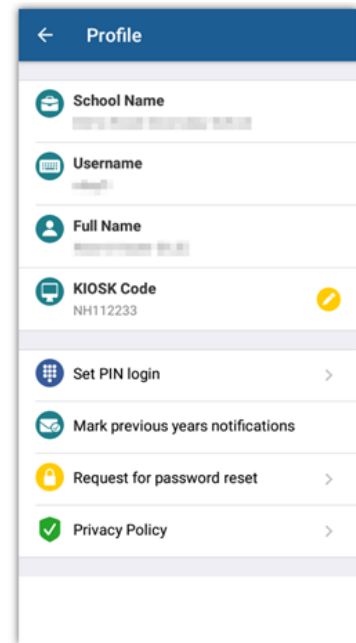 Profile
School Name
Username
Full Name
KIOSK Code
NH112233
Set PIN login
Mark previous years notifications
Request for password reset
Privacy Policy